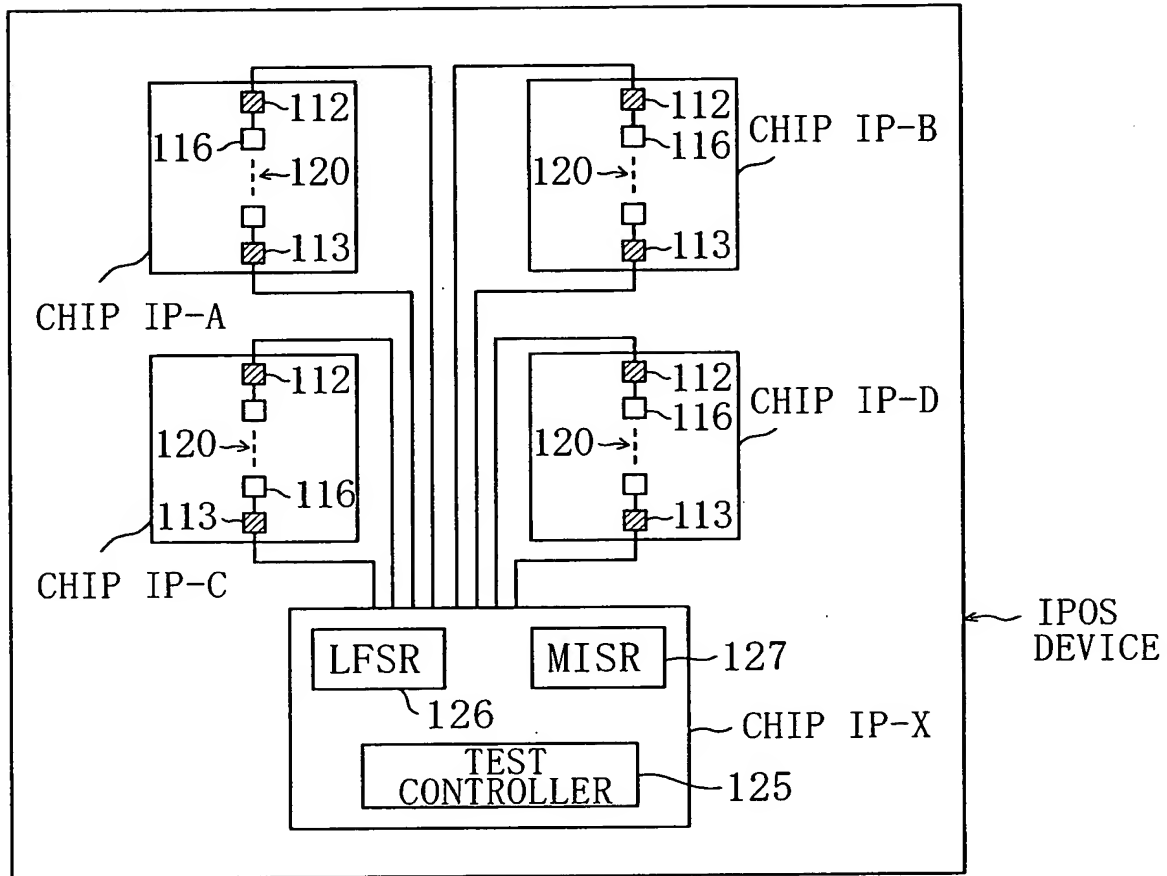 112
116
120
113
CHIP IP-A
112
116
120
113
CHIP IP-B
112
120
116
113
CHIP IP-C
112
116
120
113
CHIP IP-D
LFSR
126
MISR
127
TEST
CONTROLLER
125
CHIP IP-X
IPOS
DEVICE